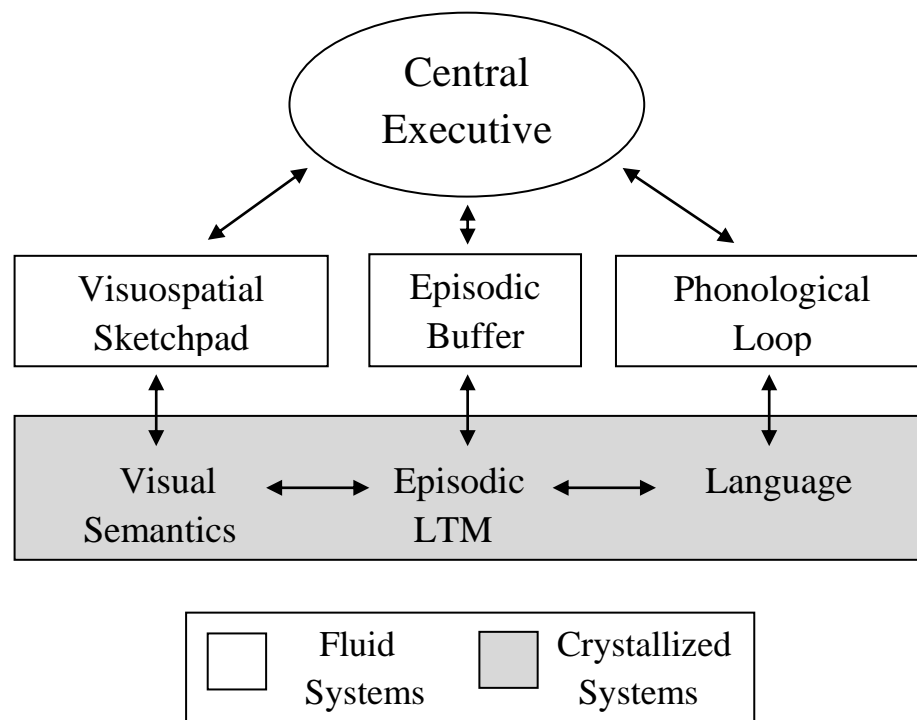 Central
Executive
Visuospatial
Sketchpad
Episodic
Buffer
Phonological
Loop
Visual
Semantics
Episodic
LTM
Language
Fluid
Systems
Crystallized
Systems